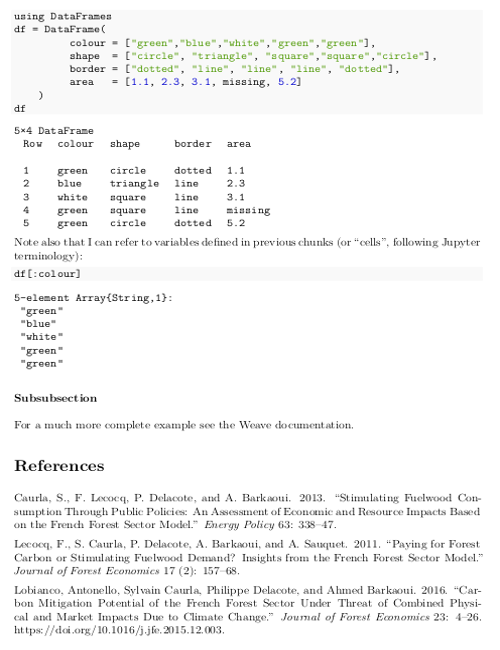 using DataFrames
df = DataFrame(
colour = ["green","blue","white","green","green"],
shape = ["circle", "triangle", "square","square","circle"],
border = ["dotted", "line", "line", "line", "dotted"],
area = [1.1, 2.3, 3.1, missing, 5.2]
)
df
5×4 DataFrame
Row colour shape border area
1 green circle dotted 1.1
2 blue triangle line 2.3
3 white square line 3.1
4 green square line missing
5 green circle dotted 5.2
Note also that I can refer to variables defined in previous chunks (or “cells”, following Jupyter
terminology):
df[:colour]
5-element Array{String,1}:
"green"
"blue"
"white"
"green"
"green"
Subsubsection
For a much more complete example see the Weave documentation.
References
Caurla, S., F. Lecocq, P. Delacote, and A. Barkaoui. 2013. “Stimulating Fuelwood Con-
sumption Through Public Policies: An Assessment of Economic and Resource Impacts Based
on the French Forest Sector Model.” Energy Policy 63: 338–47.
Lecocq, F., S. Caurla, P. Delacote, A. Barkaoui, and A. Sauquet. 2011. “Paying for Forest
Carbon or Stimulating Fuelwood Demand? Insights from the French Forest Sector Model.”
Journal of Forest Economics 17 (2): 157–68.
Lobianco, Antonello, Sylvain Caurla, Philippe Delacote, and Ahmed Barkaoui. 2016. “Car-
bon Mitigation Potential of the French Forest Sector Under Threat of Combined Physi-
cal and Market Impacts Due to Climate Change.” Journal of Forest Economics 23: 4–26.
https://doi.org/10.1016/j.jfe.2015.12.003.